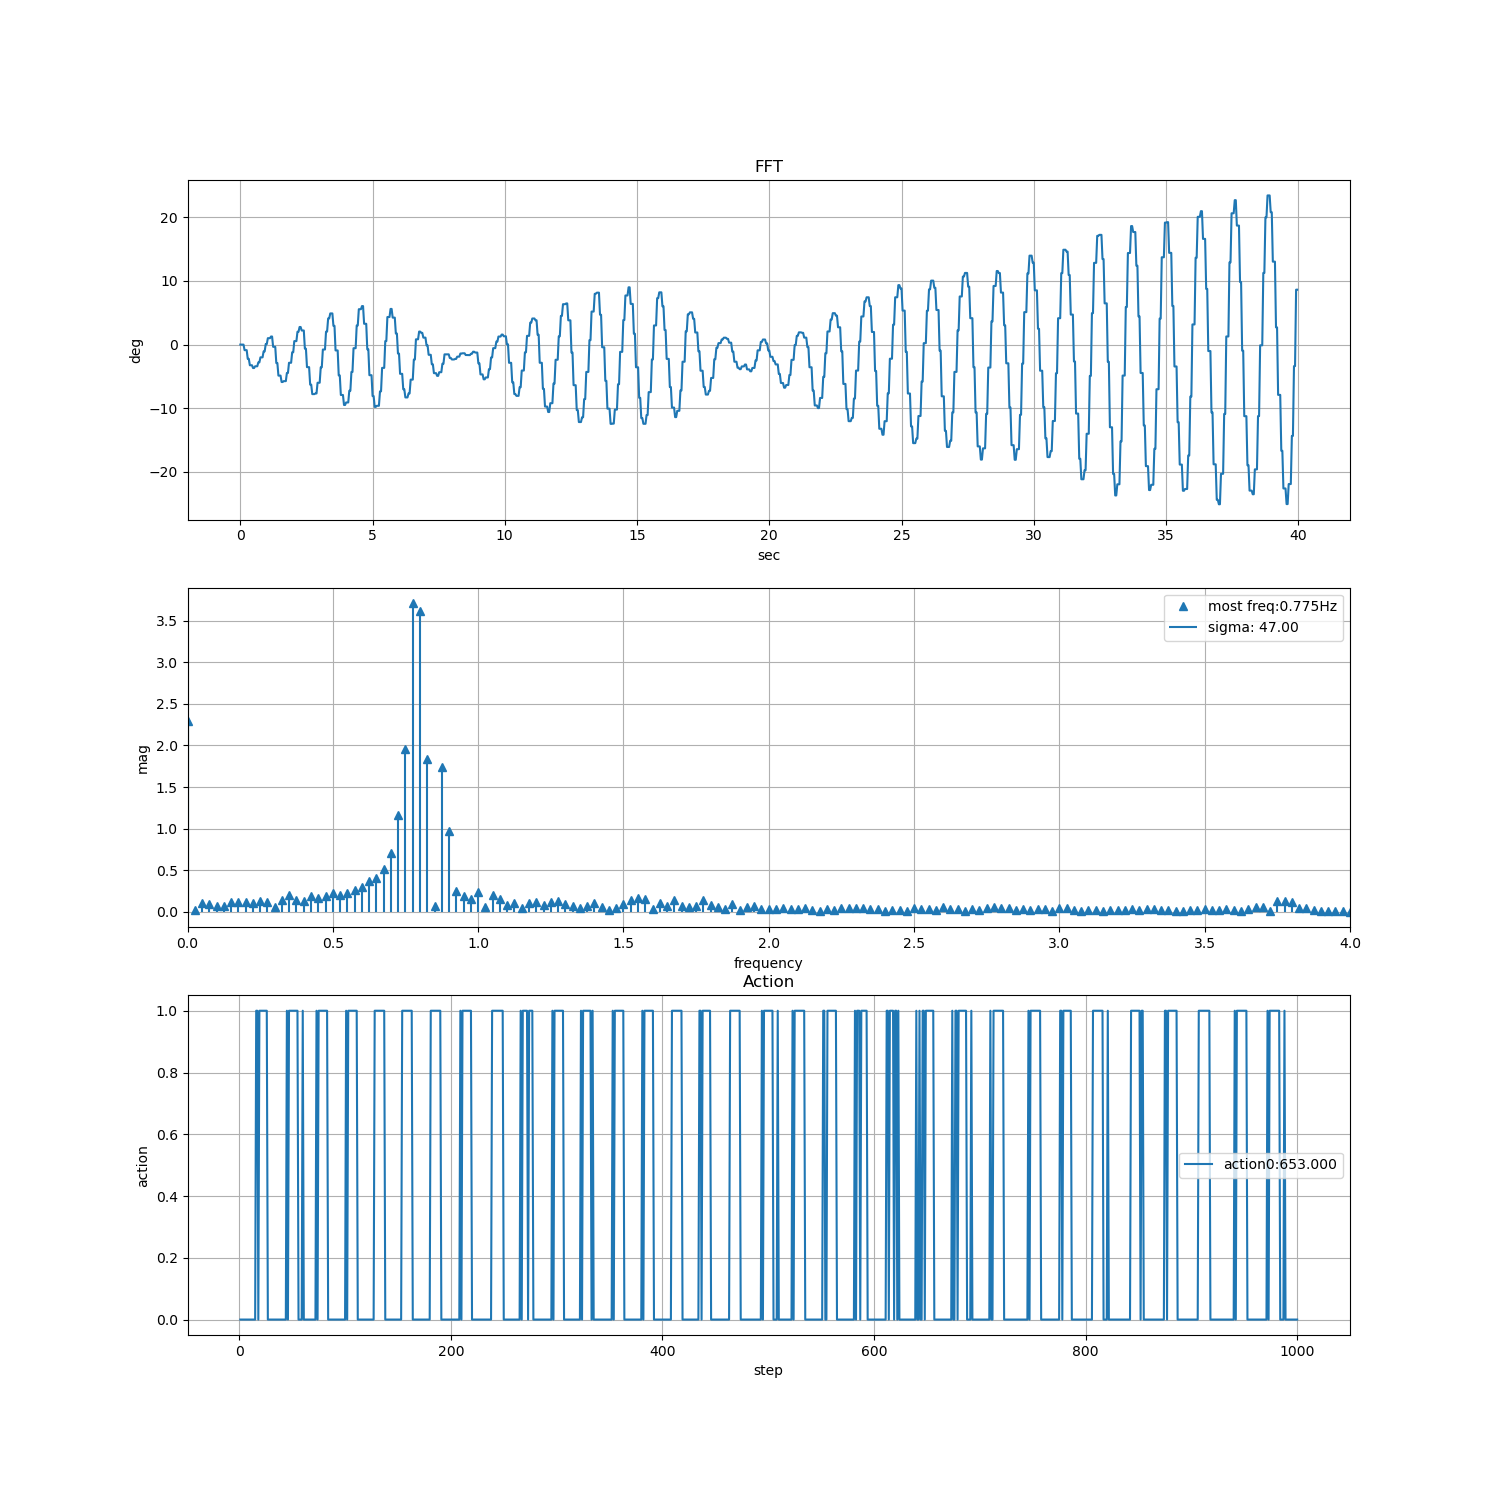 FFT
20
10
0
−10
−20
deg
0 5 10 15 20 25 30 35 40
sec
3.5
3.0
2.5
2.0
1.5
1.0
0.5
0.0
mag
most freq:0.775Hz
sigma: 47.00
0.0 0.5 1.0 1.5 2.0 2.5 3.0 3.5 4.0
frequency
Action
1.0
0.8
0.6
0.4
0.2
0.0
action
action0:653.000
0 200 400 600 800 1000
step